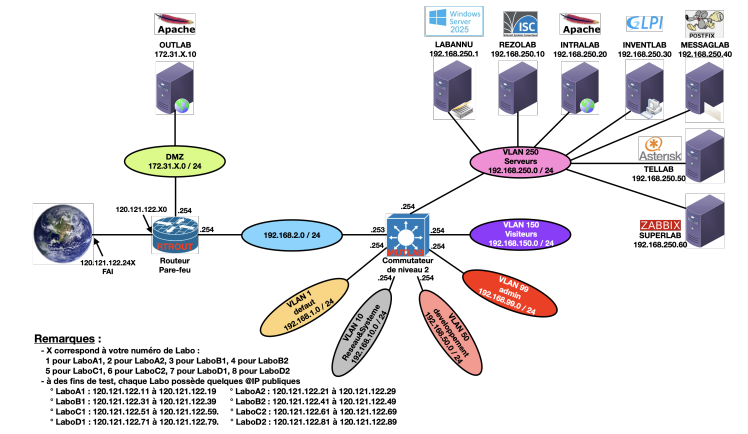 Apache
OUTLAB
172.31.X.10
Windows
Server
2025
LABANNU
192.168.250.1
ISC
REZOLAB
192.168.250.10
Apache
INTRALAB
192.168.250.20
GLPI
INVENTLAB
192.168.250.30
POSTFIX
MESSAGLAB
192.168.250.40
VLAN 250
Serveurs
192.168.250.0 / 24
Asterisk
TELLAB
192.168.250.50
ZABBIX
SUPERLAB
192.168.250.60
DMZ
172.31.X.0 / 24
120.121.122.X0
.254
120.121.122.24X
FAI
RTROUT
.254
Routeur
Pare-feu
192.168.2.0 / 24
.254
.253
.254
.254
.254
Commutateur
de niveau 2
.254
.254
VLAN 150
Visiteurs
192.168.150.0 / 24
VLAN 99
admin
192.168.99.0 / 24
VLAN 1
defaut
192.168.1.0 / 24
VLAN 10
Reseau&Systeme
192.168.10.0 / 24
VLAN 50
developpement
192.168.50.0 / 24
Remarques :
- X correspond à votre numéro de Labo :
1 pour LaboA1, 2 pour LaboA2, 3 pour LaboB1, 4 pour LaboB2
5 pour LaboC1, 6 pour LaboC2, 7 pour LaboD1, 8 pour LaboD2
- à des fins de test, chaque Labo possède quelques @IP publiques
° LaboA1 : 120.121.122.11 à 120.121.122.19 ° LaboA2 : 120.121.122.21 à 120.121.122.29
° LaboB1 : 120.121.122.31 à 120.121.122.39 ° LaboB2 : 120.121.122.41 à 120.121.122.49
° LaboC1 : 120.121.122.51 à 120.121.122.59. ° LaboC2 : 120.121.122.61 à 120.121.122.69
° LaboD1 : 120.121.122.71 à 120.121.122.79. ° LaboD2 : 120.121.122.81 à 120.121.122.89